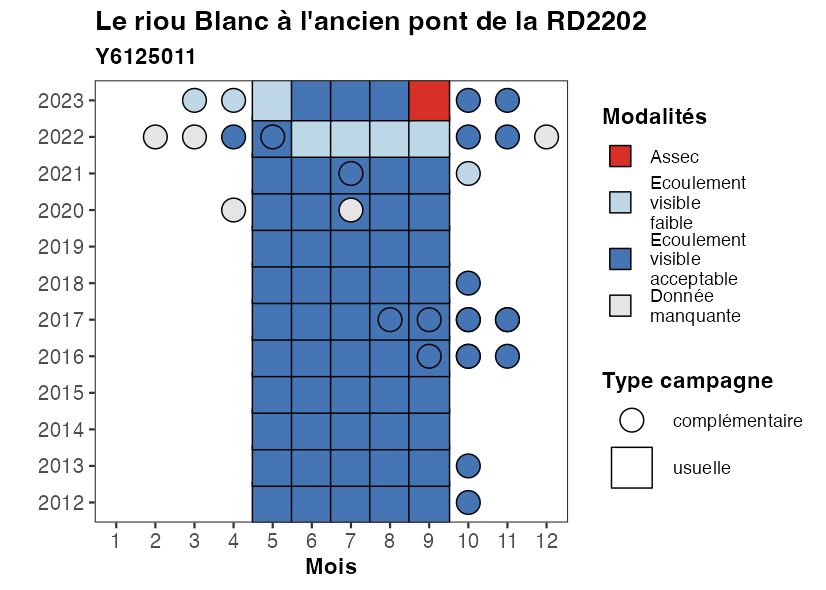 Le riou Blanc à l'ancien pont de la RD2202
Y6125011
2023
2022
2021
2020
2019
2018
2017
2016
2015
2014
2013
2012
1 2 3 4 5 6 7 8 9 10 11 12
Mois
Modalités
Assec
Ecoulement
visible
faible
Ecoulement
visible
acceptable
Donnée
manquante
Type campagne
complémentaire
usuelle